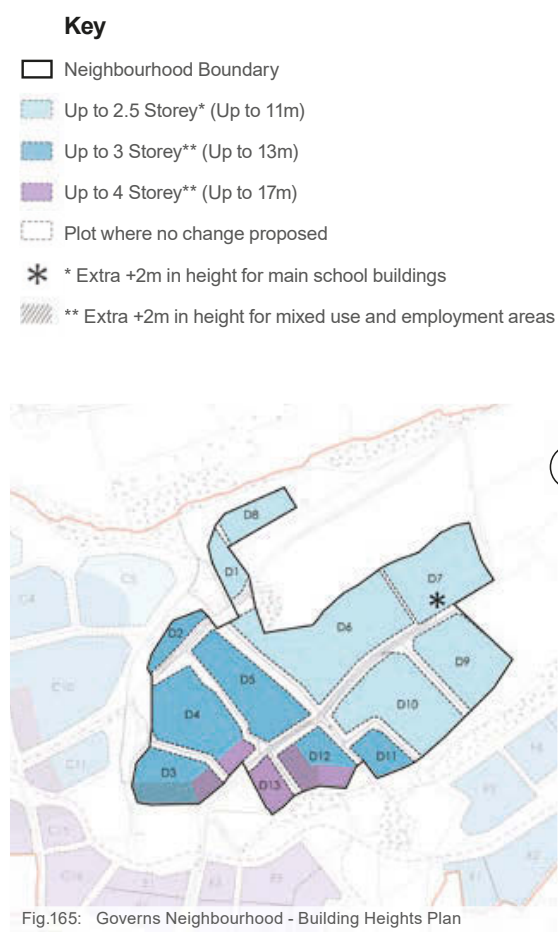 Key
Neighbourhood Boundary
Up to 2.5 Storey* (Up to 11m)
Up to 3 Storey** (Up to 13m)
Up to 4 Storey** (Up to 17m)
Plot where no change proposed
* * Extra +2m in height for main school buildings
** Extra +2m in height for mixed use and employment areas
D8
D1
D7
*
D2
D6
D5
D9
D4
D10
D3
D12
D11
D13
C4
C10
C11
Fig.165: Governs Neighbourhood - Building Heights Plan